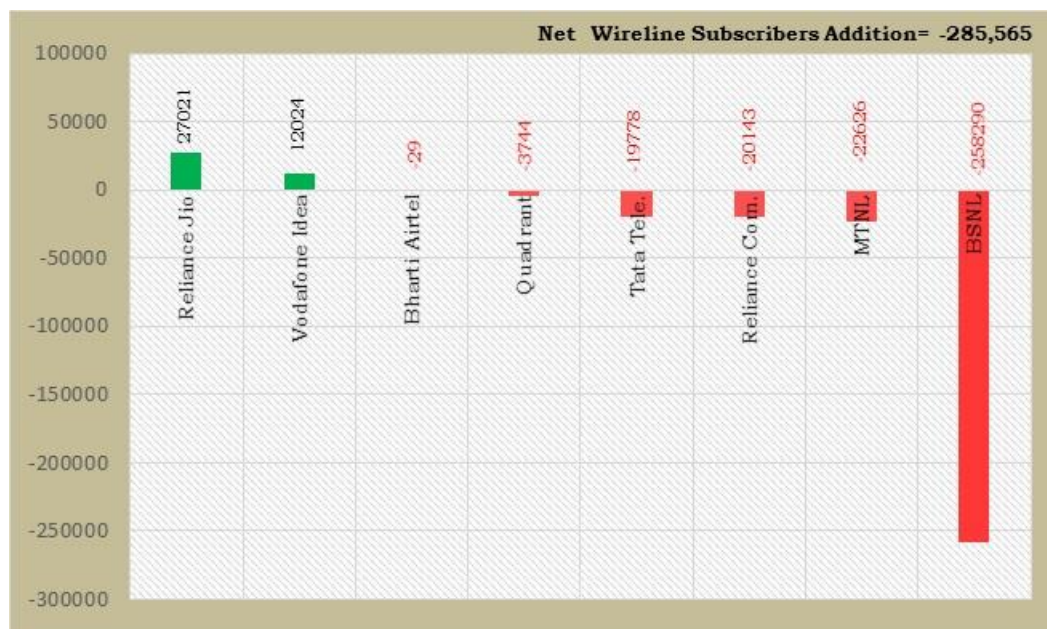 Net Wireline Subscribers Addition= -285,565
100000
50000
0
-50000
-100000
-150000
-200000
-250000
-300000
27021
12024
-29
-3744
-19778
-20143
-22626
-258290
Reliance Jio
Vodafone Idea
Bharti Airtel
Quadrant
Tata Tele.
Reliance Com.
MTNL
BSNL